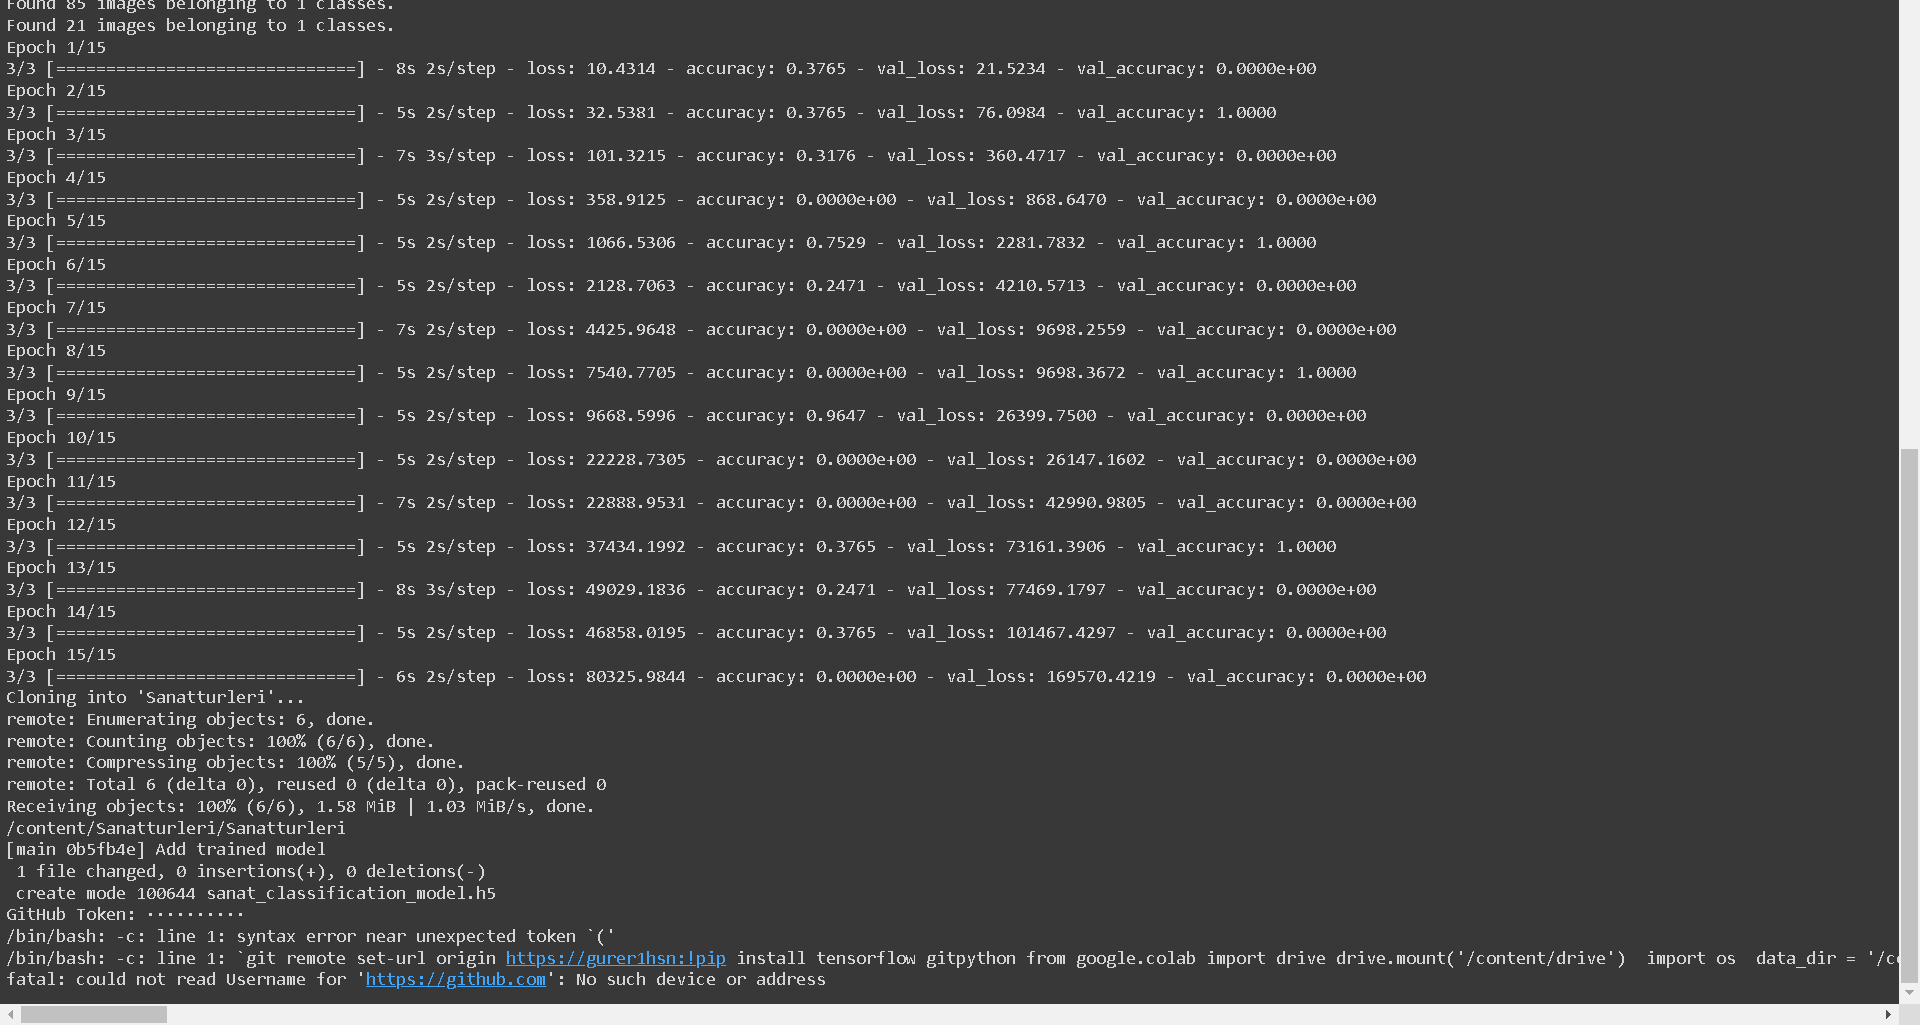 Found 85 images belonging to 1 classes.
Found 21 images belonging to 1 classes.
Epoch 1/15
3/3 [==============================] - 8s 2s/step - loss: 10.4314 - accuracy: 0.3765 - val_loss: 21.5234 - val_accuracy: 0.0000e+00
Epoch 2/15
3/3 [==============================] - 5s 2s/step - loss: 32.5381 - accuracy: 0.3765 - val_loss: 76.0984 - val_accuracy: 1.0000
Epoch 3/15
3/3 [==============================] - 7s 3s/step - loss: 101.3215 - accuracy: 0.3176 - val_loss: 360.4717 - val_accuracy: 0.0000e+00
Epoch 4/15
3/3 [==============================] - 5s 2s/step - loss: 358.9125 - accuracy: 0.0000e+00 - val_loss: 868.6470 - val_accuracy: 0.0000e+00
Epoch 5/15
3/3 [==============================] - 5s 2s/step - loss: 1066.5306 - accuracy: 0.7529 - val_loss: 2281.7832 - val_accuracy: 1.0000
Epoch 6/15
3/3 [==============================] - 5s 2s/step - loss: 2128.7063 - accuracy: 0.2471 - val_loss: 4210.5713 - val_accuracy: 0.0000e+00
Epoch 7/15
3/3 [==============================] - 7s 2s/step - loss: 4425.9648 - accuracy: 0.0000e+00 - val_loss: 9698.2559 - val_accuracy: 0.0000e+00
Epoch 8/15
3/3 [==============================] - 5s 2s/step - loss: 7540.7705 - accuracy: 0.0000e+00 - val_loss: 9698.3672 - val_accuracy: 1.0000
Epoch 9/15
3/3 [==============================] - 5s 2s/step - loss: 9668.5996 - accuracy: 0.9647 - val_loss: 26399.7500 - val_accuracy: 0.0000e+00
Epoch 10/15
3/3 [==============================] - 5s 2s/step - loss: 22228.7305 - accuracy: 0.0000e+00 - val_loss: 26147.1602 - val_accuracy: 0.0000e+00
Epoch 11/15
3/3 [==============================] - 7s 2s/step - loss: 22888.9531 - accuracy: 0.0000e+00 - val_loss: 42990.9805 - val_accuracy: 0.0000e+00
Epoch 12/15
3/3 [==============================] - 5s 2s/step - loss: 37434.1992 - accuracy: 0.3765 - val_loss: 73161.3906 - val_accuracy: 1.0000
Epoch 13/15
3/3 [==============================] - 8s 3s/step - loss: 49029.1836 - accuracy: 0.2471 - val_loss: 77469.1797 - val_accuracy: 0.0000e+00
Epoch 14/15
3/3 [==============================] - 5s 2s/step - loss: 46858.0195 - accuracy: 0.3765 - val_loss: 101467.4297 - val_accuracy: 0.0000e+00
Epoch 15/15
3/3 [==============================] - 6s 2s/step - loss: 80325.9844 - accuracy: 0.0000e+00 - val_loss: 169570.4219 - val_accuracy: 0.0000e+00
Cloning into 'Sanatturleri'...
remote: Enumerating objects: 6, done.
remote: Counting objects: 100% (6/6), done.
remote: Compressing objects: 100% (5/5), done.
remote: Total 6 (delta 0), reused 0 (delta 0), pack-reused 0
Receiving objects: 100% (6/6), 1.58 MiB | 1.03 MiB/s, done.
/content/Sanatturleri/Sanatturleri
[main 0b5fb4e] Add trained model
 1 file changed, 0 insertions(+), 0 deletions(-)
 create mode 100644 sanat_classification_model.h5
GitHub Token: ··········
/bin/bash: -c: line 1: syntax error near unexpected token `('
/bin/bash: -c: line 1: `git remote set-url origin https://gurer1hsn:!pip install tensorflow gitpython from google.colab import drive drive.mount('/content/drive')  import os  data_dir = '/c
fatal: could not read Username for 'https://github.com': No such device or address